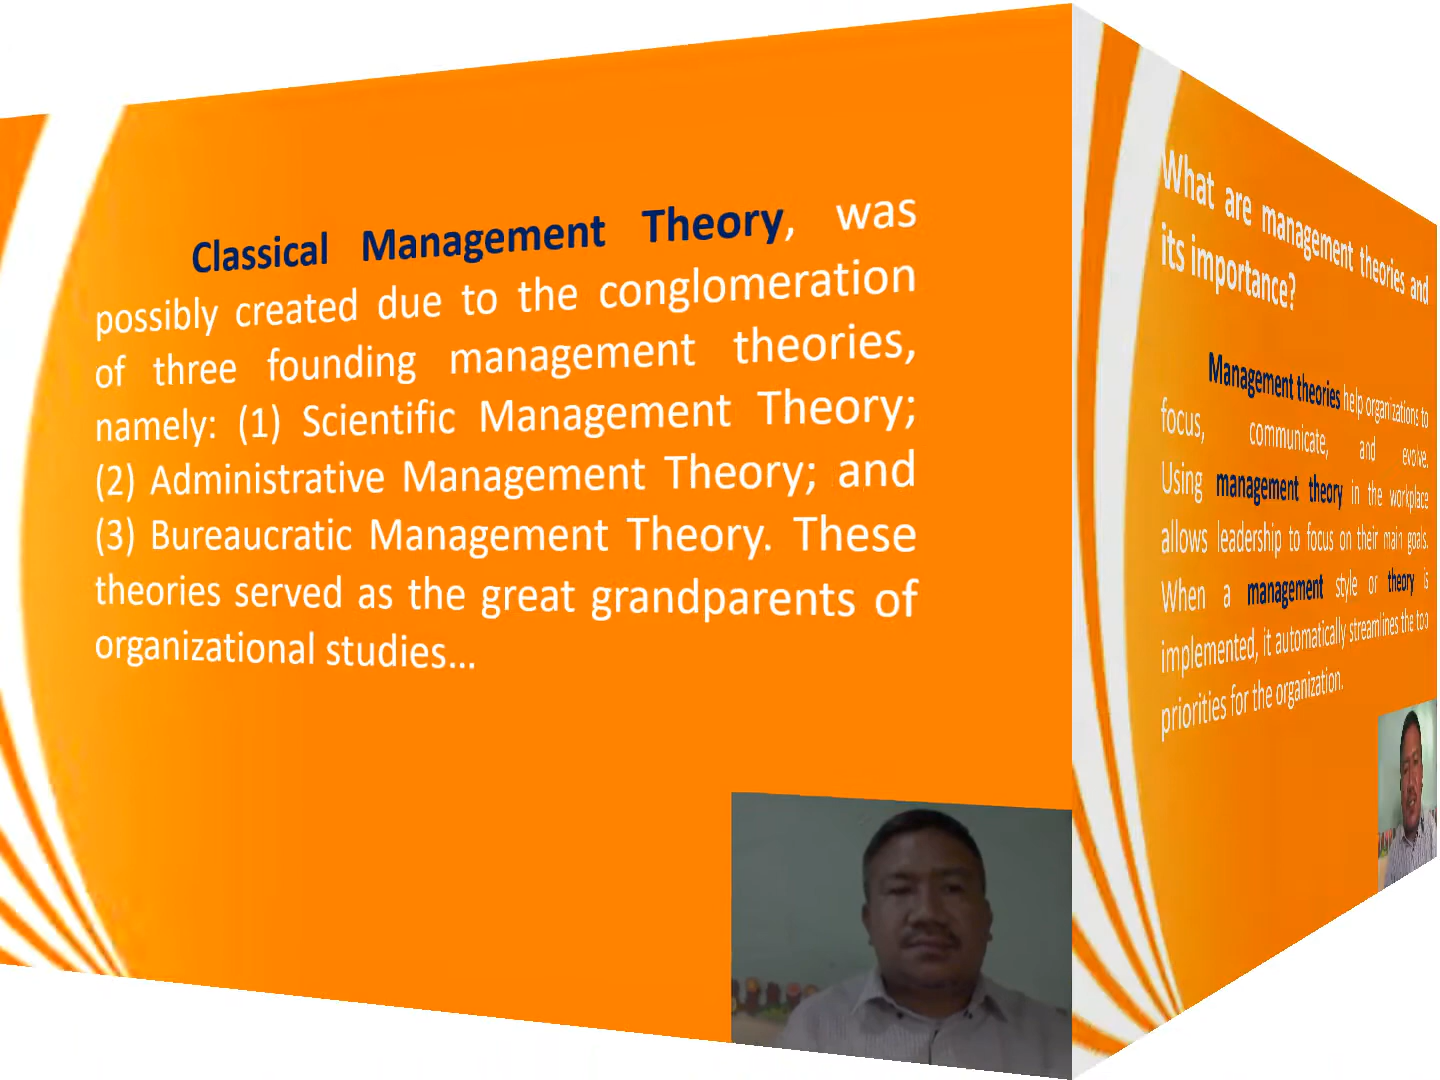 Classical Management Theory, was
possibly created due to the conglomeration
of three founding management theories,
namely: (1) Scientific Management Theory;
(2) Administrative Management Theory; and
(3) Bureaucratic Management Theory. These
theories served as the great grandparents of
organizational studies...
What are management theories and
its importance?
Management theories help organizations to
focus, communicate, and evolve.
Using management theory in the workplace
allows leadership to focus on their main goals.
When a management style or theory is
implemented, it automatically streamlines the top
priorities for the organization.